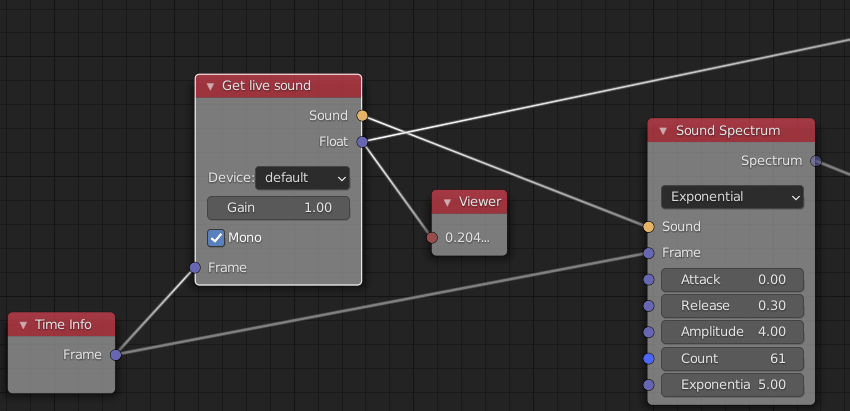 Get live sound
Sound
Float
Device: default
Gain 1.00
Mono
Frame
Time Info
Frame
Viewer
0.204...
Sound Spectrum
Spectrum
Exponential
Sound
Frame
Attack 0.00
Release 0.30
Amplitude 4.00
Count 61
Exponentia 5.00